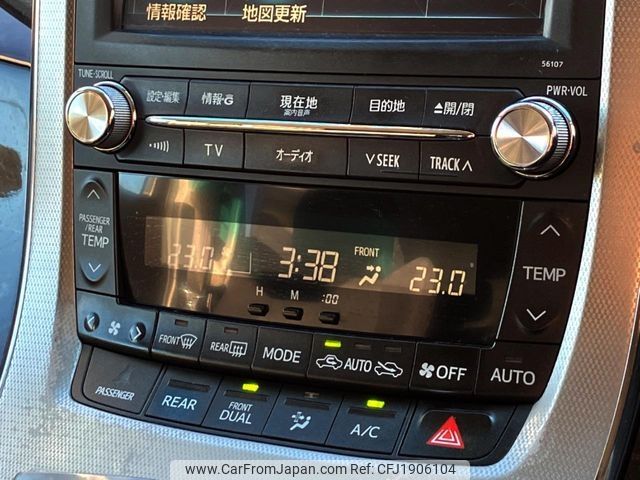 情報確認 地図更新
56107
TUNE・SCROLL
PWR・VOL
設定・編集 情報・G 現在地 目的地 ⏏開/閉
案内音声
TV オーディオ ∨SEEK TRACK∧
PASSENGER
/REAR
TEMP
23.0 3:38 FRONT 23.0
TEMP
H M :00
FRONT REAR MODE AUTO OFF AUTO
PASSENGER REAR FRONT
DUAL A/C
www.CarFromJapan.com Ref: CFJ1906104